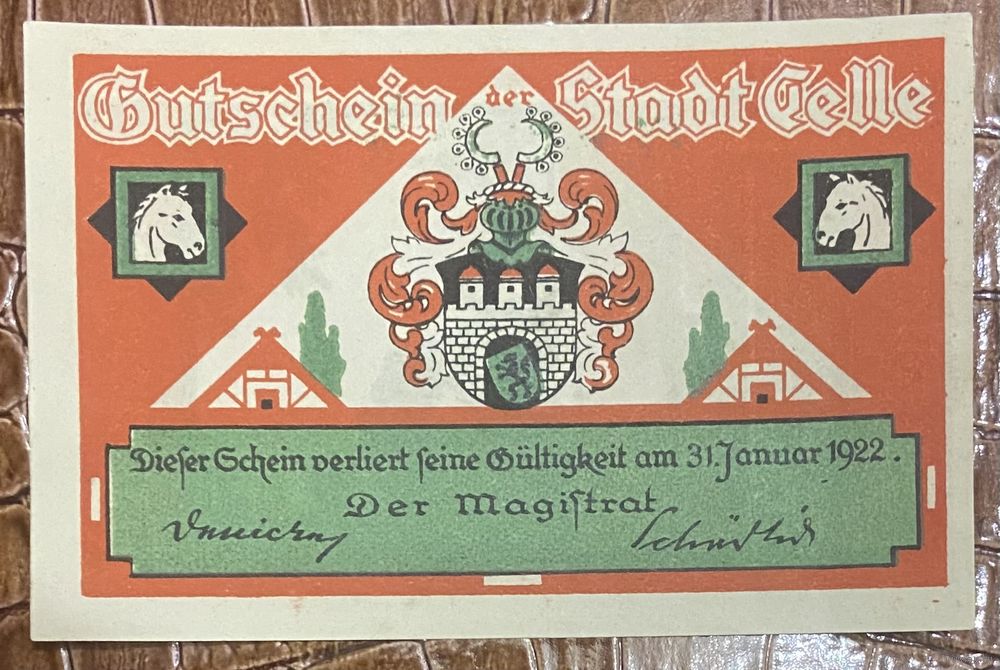 Gutschein der Stadt Celle
Dieser Schein verliert seine Gültigkeit am 31. Januar 1922.
Der Magistrat